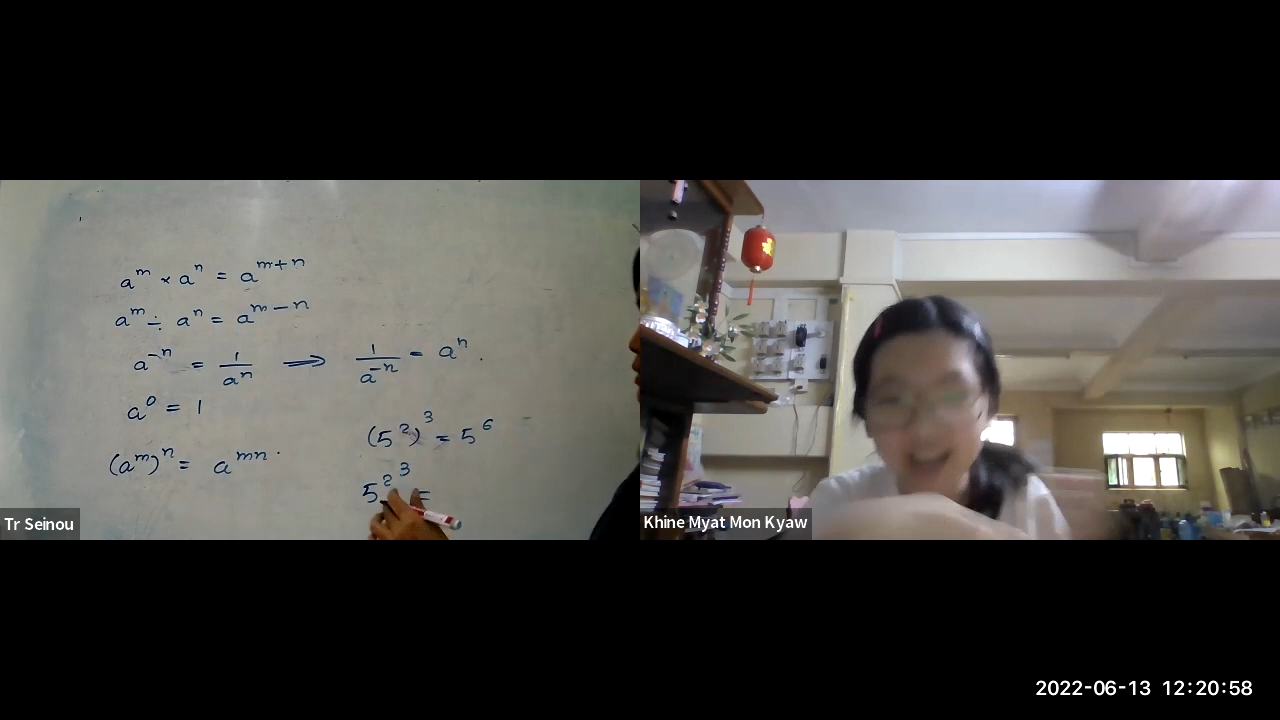 a^m × a^n = a^{m+n}
a^m ÷ a^n = a^{m-n}
a^{-n} = 1/a^n ⟹ 1/a^{-n} = a^n.
a^0 = 1
(5^2)^3 = 5^6
(a^m)^n = a^{mn}.
5^{2^3} =
Tr Seinou
Khine Myat Mon Kyaw
2022-06-13 12:20:58